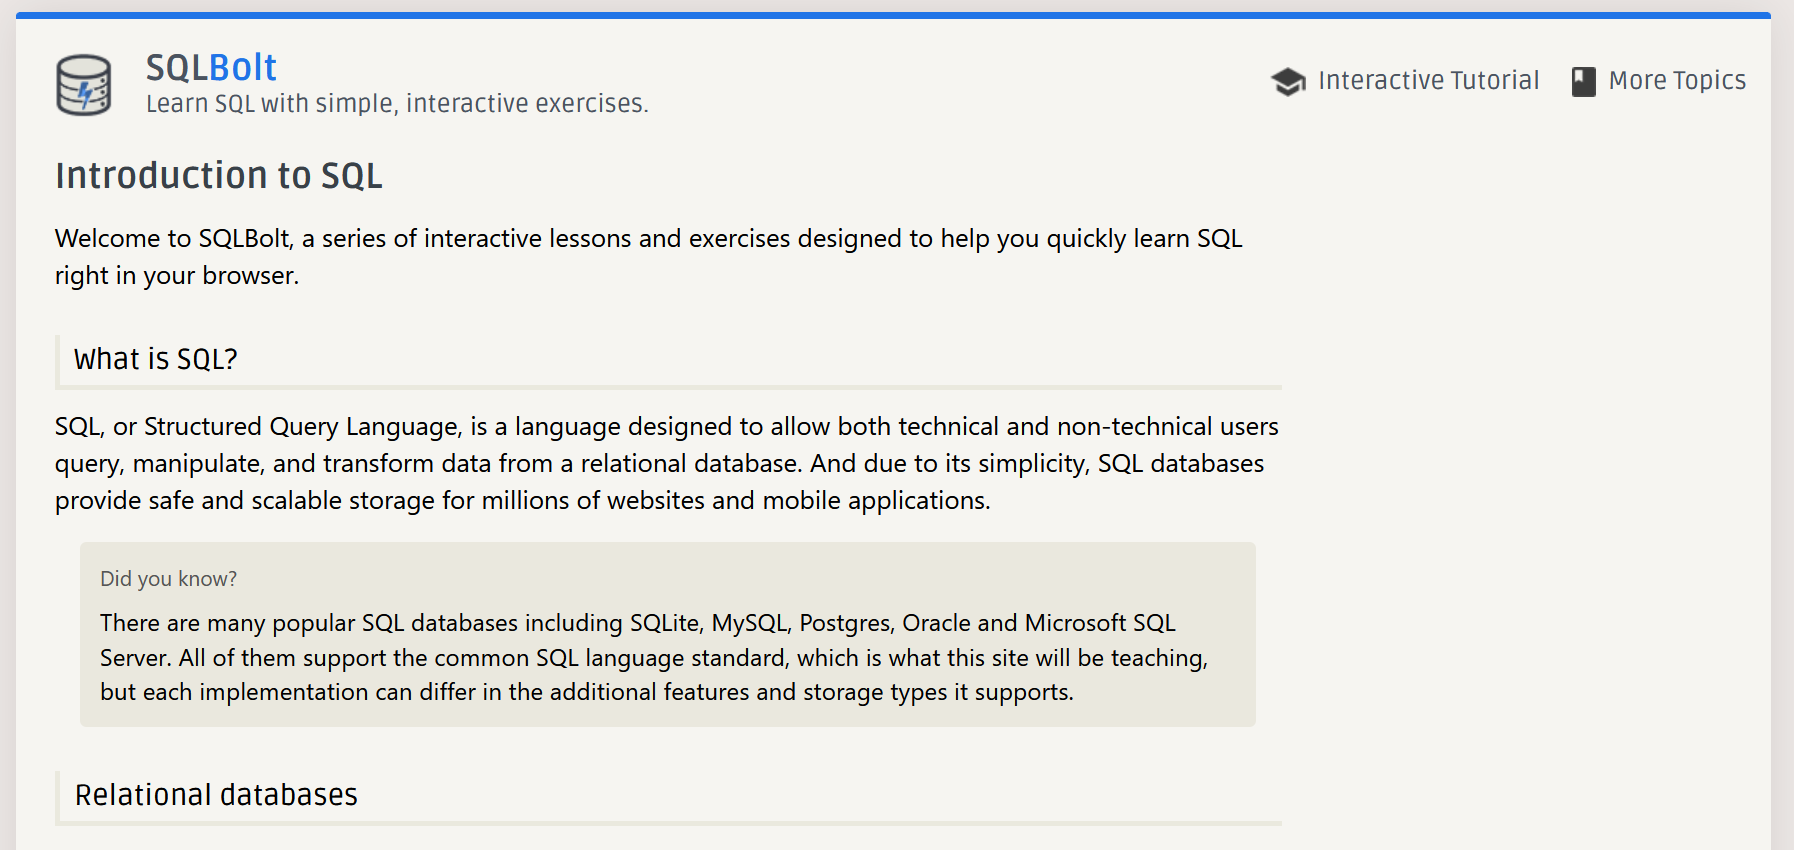 SQLBolt
Learn SQL with simple, interactive exercises.
Interactive Tutorial
More Topics
Introduction to SQL
Welcome to SQLBolt, a series of interactive lessons and exercises designed to help you quickly learn SQL
right in your browser.
What is SQL?
SQL, or Structured Query Language, is a language designed to allow both technical and non-technical users
query, manipulate, and transform data from a relational database. And due to its simplicity, SQL databases
provide safe and scalable storage for millions of websites and mobile applications.
Did you know?
There are many popular SQL databases including SQLite, MySQL, Postgres, Oracle and Microsoft SQL
Server. All of them support the common SQL language standard, which is what this site will be teaching,
but each implementation can differ in the additional features and storage types it supports.
Relational databases